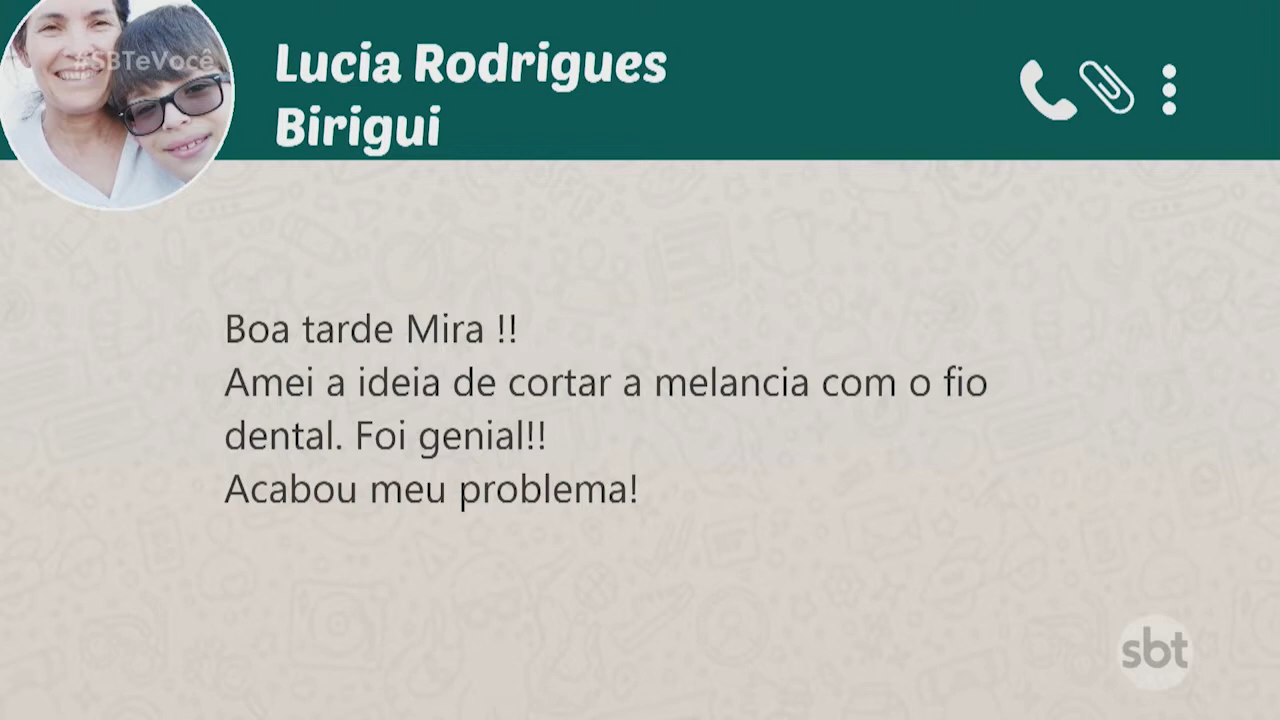 #SBTeVocê
Lucia Rodrigues
Birigui
Boa tarde Mira !!
Amei a ideia de cortar a melancia com o fio
dental. Foi genial!!
Acabou meu problema!
sbt